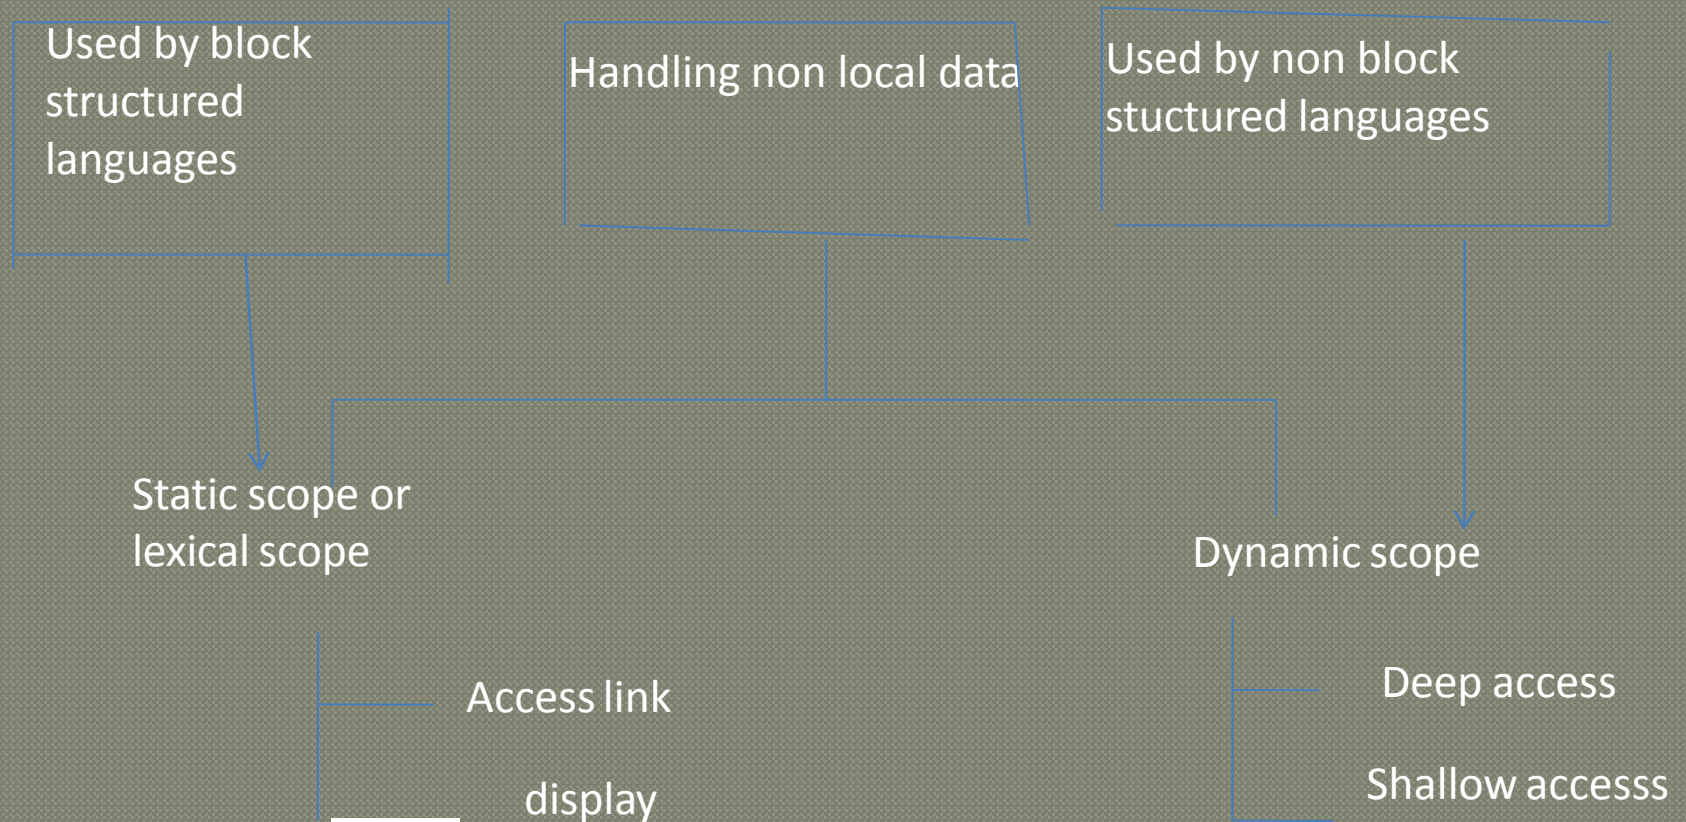 Used by block
structured
languages
Handling non local data
Used by non block
stuctured languages
Static scope or
lexical scope
Dynamic scope
Access link
display
Deep access
Shallow accesss